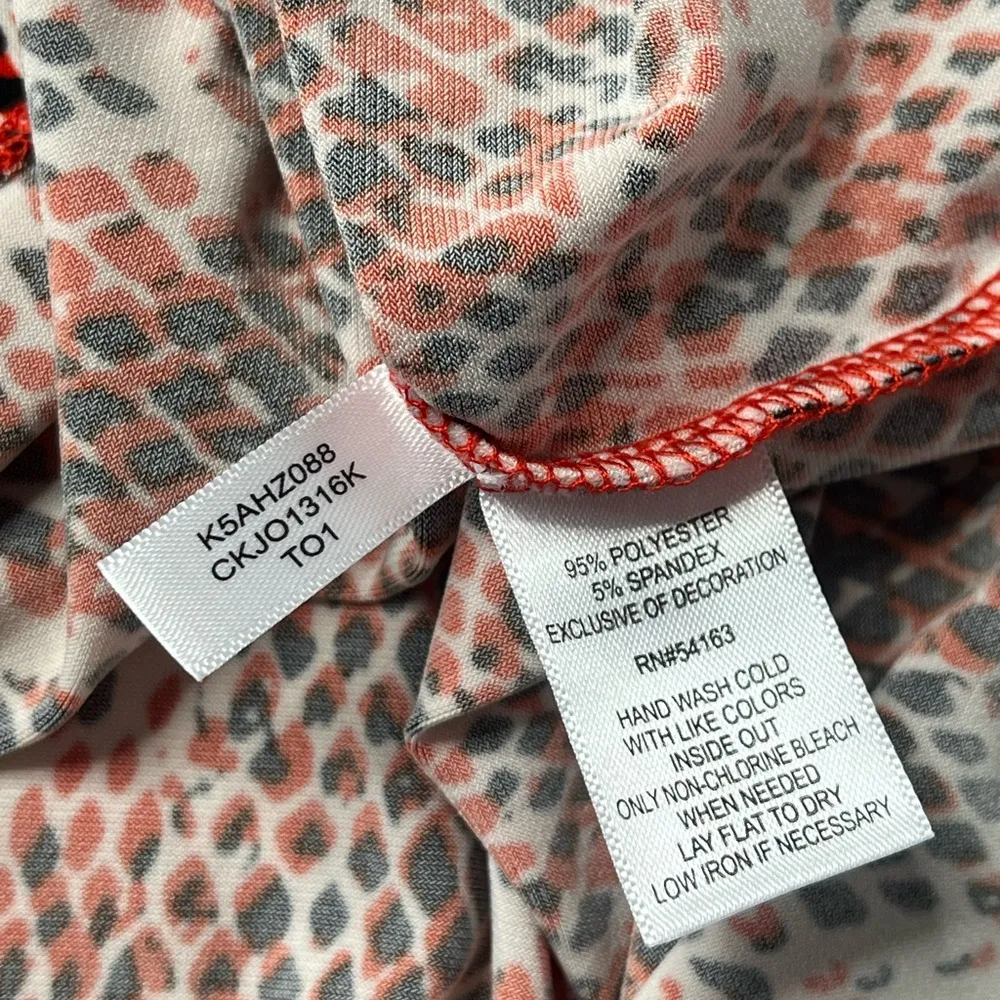 K5AHZ088
CKJO1316K
TO1
95% POLYESTER
5% SPANDEX
EXCLUSIVE OF DECORATION
RN#54163
HAND WASH COLD
WITH LIKE COLORS
INSIDE OUT
ONLY NON-CHLORINE BLEACH
WHEN NEEDED
LAY FLAT TO DRY
LOW IRON IF NECESSARY